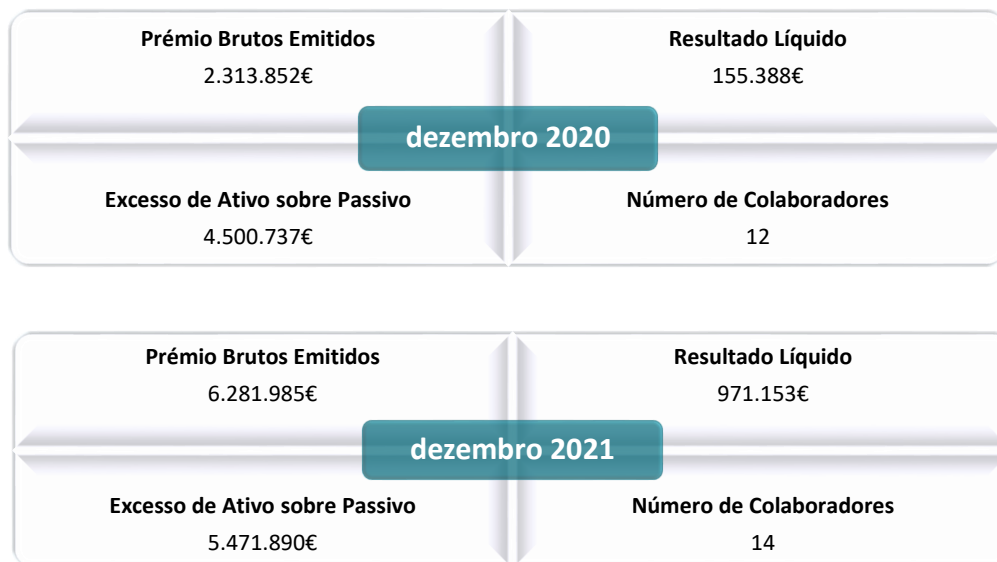 Prémio Brutos Emitidos
2.313.852€
Resultado Líquido
155.388€
dezembro 2020
Excesso de Ativo sobre Passivo
4.500.737€
Número de Colaboradores
12
Prémio Brutos Emitidos
6.281.985€
Resultado Líquido
971.153€
dezembro 2021
Excesso de Ativo sobre Passivo
5.471.890€
Número de Colaboradores
14